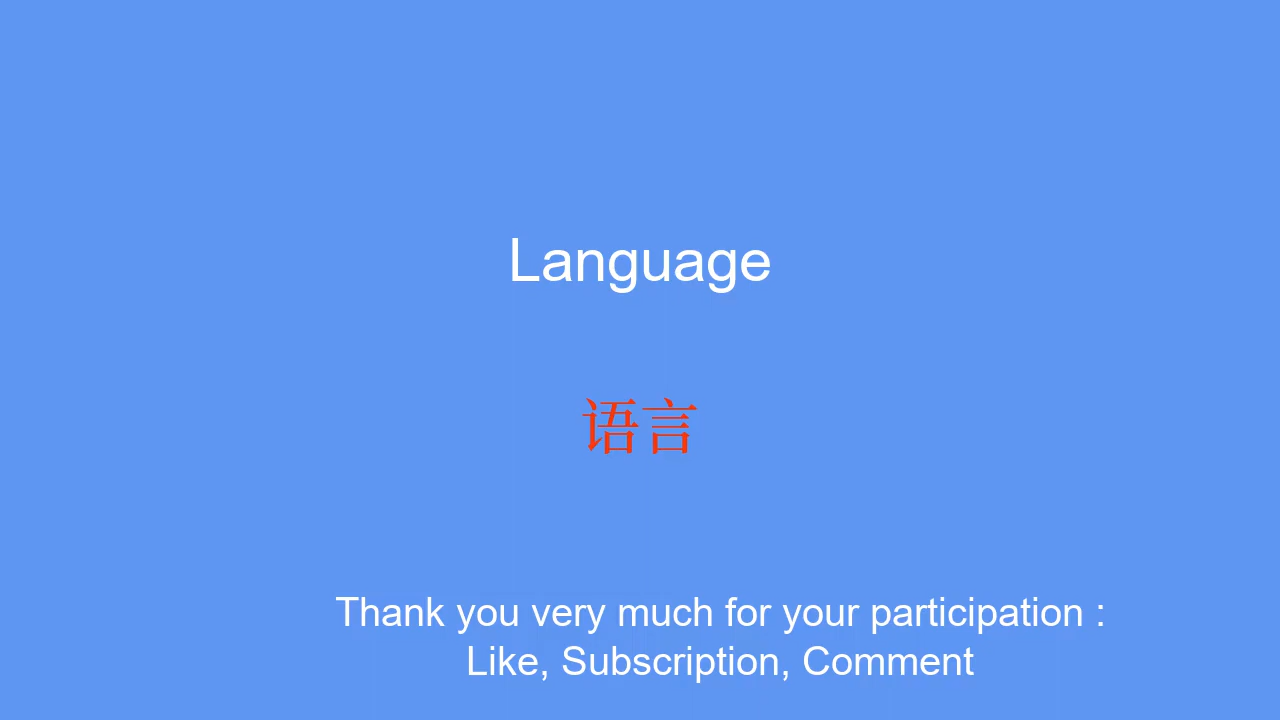 Language
语言
Thank you very much for your participation :
Like, Subscription, Comment